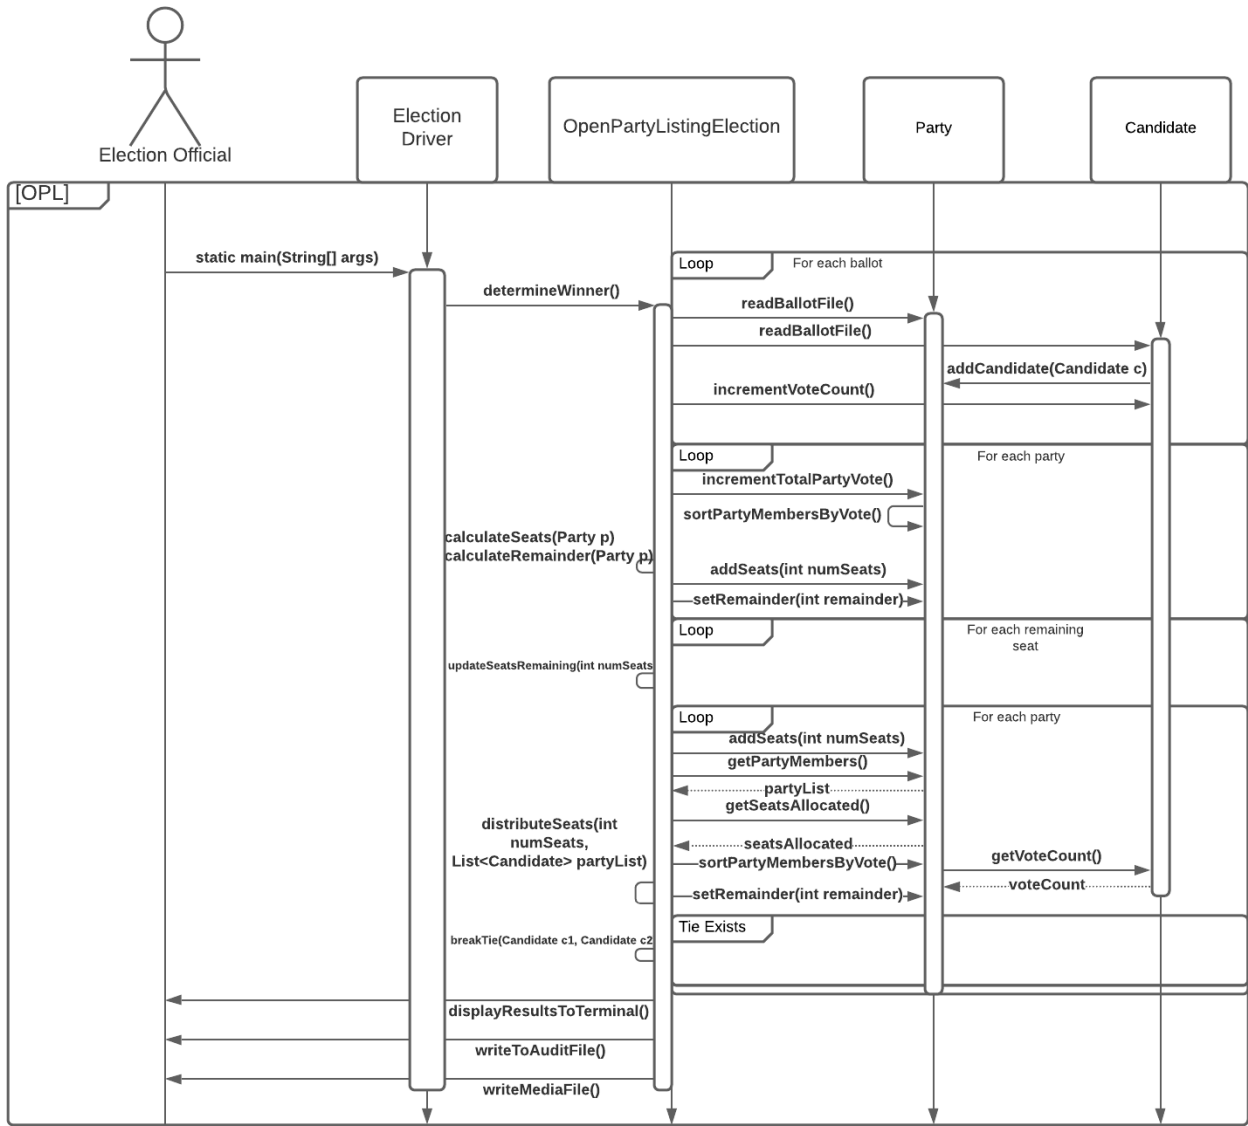 Election Official
Election
Driver
OpenPartyListingElection
Party
Candidate
[OPL]
static main(String[] args)
Loop
For each ballot
determineWinner()
readBallotFile()
readBallotFile()
addCandidate(Candidate c)
incrementVoteCount()
Loop
For each party
incrementTotalPartyVote()
sortPartyMembersByVote()
calculateSeats(Party p)
calculateRemainder(Party p)
addSeats(int numSeats)
setRemainder(int remainder)
Loop
For each remaining
seat
updateSeatsRemaining(int numSeats
Loop
For each party
addSeats(int numSeats)
getPartyMembers()
partyList
getSeatsAllocated()
distributeSeats(int
numSeats,
List<Candidate> partyList)
seatsAllocated
sortPartyMembersByVote()
getVoteCount()
voteCount
setRemainder(int remainder)
Tie Exists
breakTie(Candidate c1, Candidate c2
displayResultsToTerminal()
writeToAuditFile()
writeMediaFile()